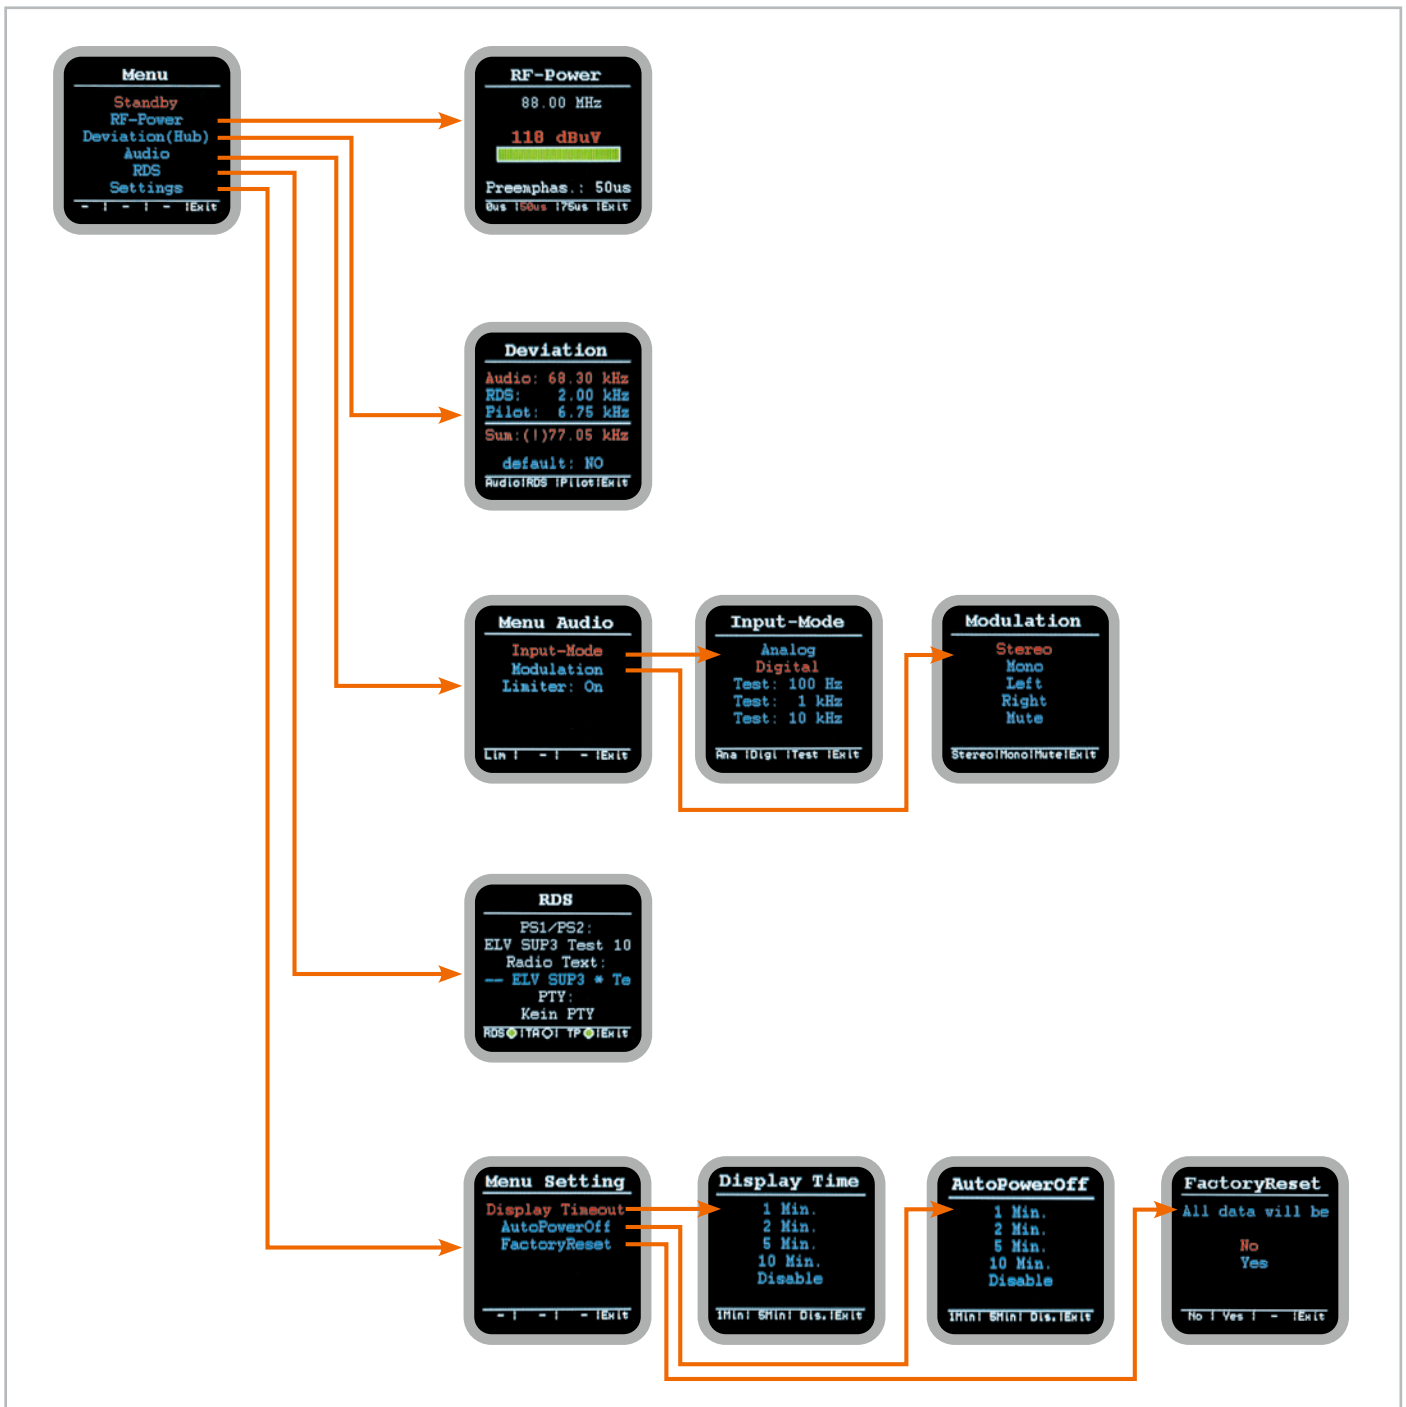 Menu
Standby
RF-Power
Deviation(Hub)
Audio
RDS
Settings
- | - | - |Exit
RF-Power
88.00 MHz
118 dBuV
Preemphas.: 50us
0us |50us |75us |Exit
Deviation
Audio: 68.30 kHz
RDS: 2.00 kHz
Pilot: 6.75 kHz
Sum:(!)77.05 kHz
default: NO
Audio|RDS |Pilot|Exit
Menu Audio
Input-Mode
Modulation
Limiter: On
Lim | - | - |Exit
Input-Mode
Analog
Digital
Test: 100 Hz
Test: 1 kHz
Test: 10 kHz
Ana |Digi |Test |Exit
Modulation
Stereo
Mono
Left
Right
Mute
Stereo|Mono|Mute|Exit
RDS
PS1/PS2:
ELV SUP3 Test 10
Radio Text:
-- ELV SUP3 * Te
PTY:
Kein PTY
RDS | TA | TP |Exit
Menu Setting
Display Timeout
AutoPowerOff
FactoryReset
- | - | - |Exit
Display Time
1 Min.
2 Min.
5 Min.
10 Min.
Disable
1Min| 5Min| Dis.|Exit
AutoPowerOff
1 Min.
2 Min.
5 Min.
10 Min.
Disable
1Min| 5Min| Dis.|Exit
FactoryReset
All data will be
No
Yes
No | Yes | - |Exit